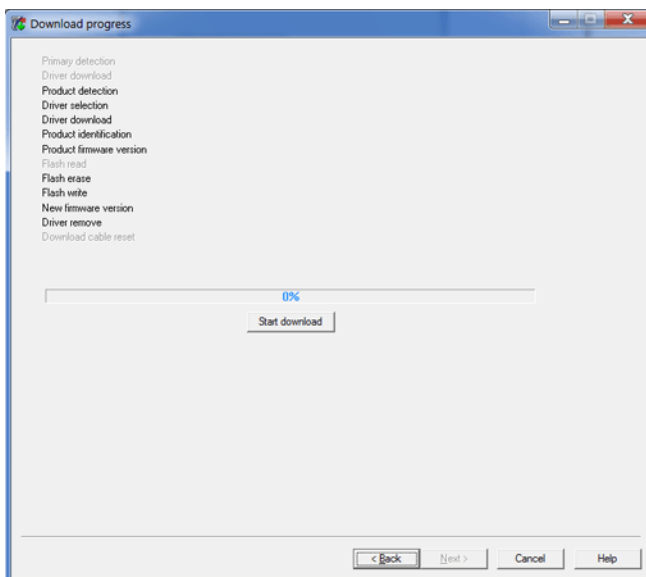 Download progress
Primary detection
Driver download
Product detection
Driver selection
Driver download
Product identification
Product firmware version
Flash read
Flash erase
Flash write
New firmware version
Driver remove
Download cable reset
0%
Start download
< Back Next > Cancel Help